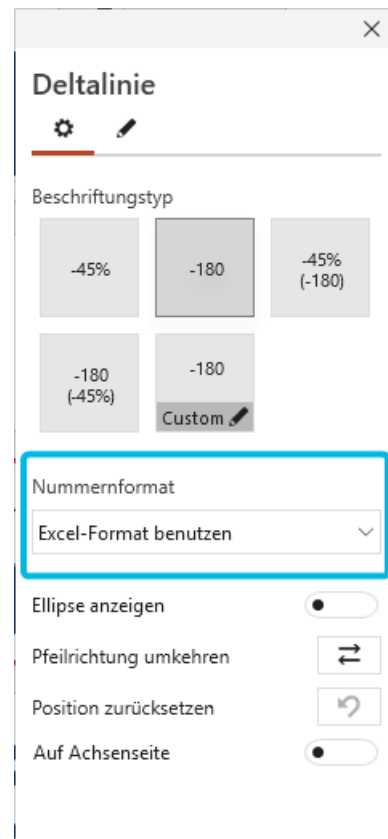 Deltalinie
Beschriftungstyp
-45%
-180
-45%
(-180)
-180
(-45%)
-180
Custom
Nummernformat
Excel-Format benutzen
Ellipse anzeigen
Pfeilrichtung umkehren
Position zurücksetzen
Auf Achsenseite